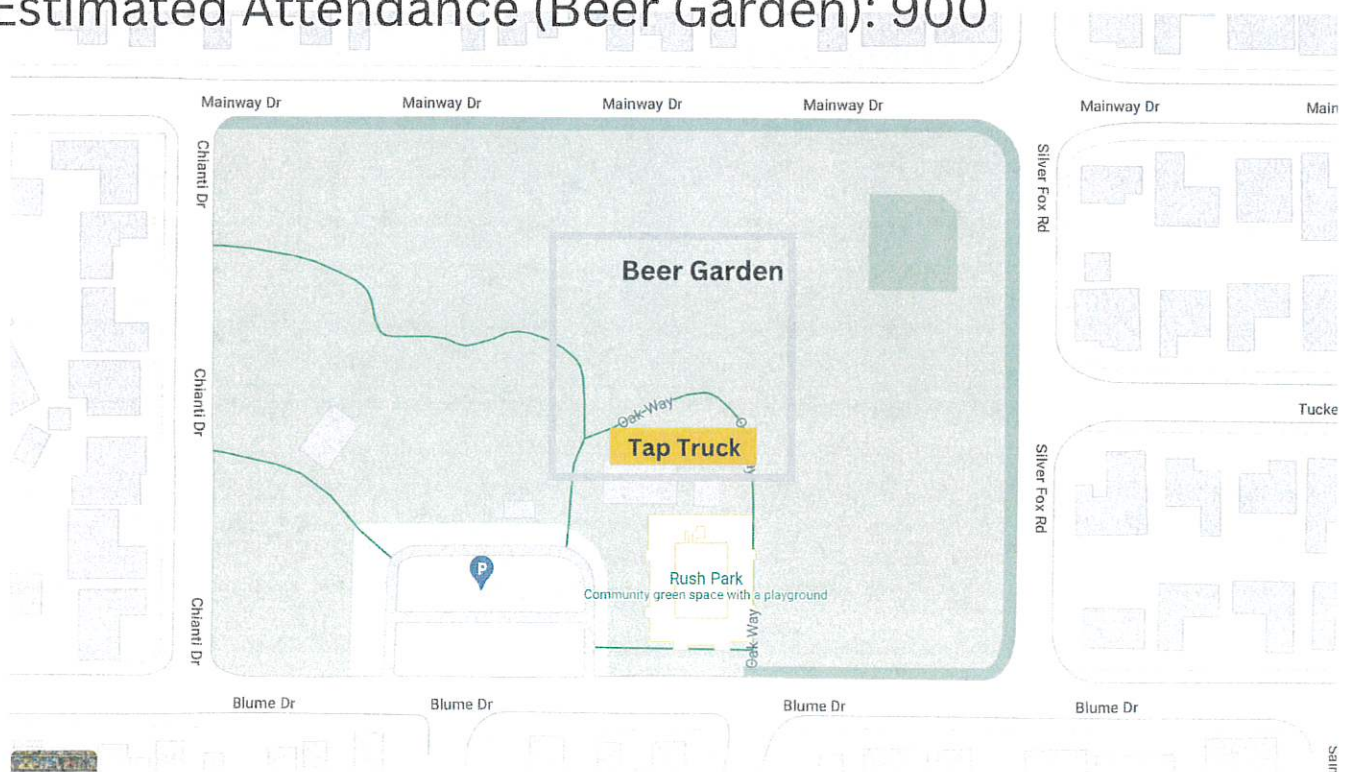 Estimated Attendance (Beer Garden): 900
Mainway Dr
Mainway Dr
Mainway Dr
Mainway Dr
Mainway Dr
Main
Chianti Dr
Silver Fox Rd
Beer Garden
Oak Way
Chianti Dr
Tucke
Tap Truck
Silver Fox Rd
P
Rush Park
Community green space with a playground
Chianti Dr
Oak Way
Blume Dr
Blume Dr
Blume Dr
Blume Dr